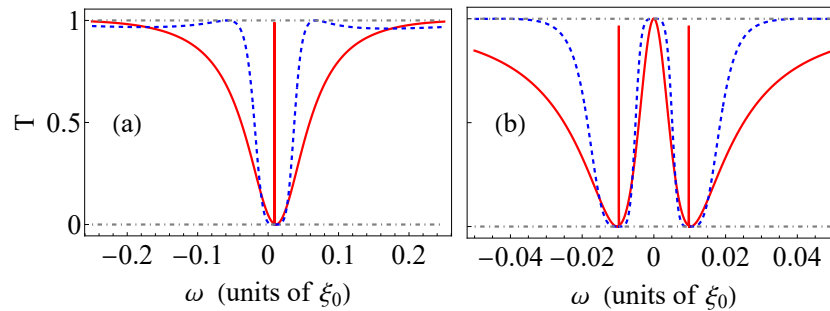 1
0.5
0
T
(a)
(b)
−0.2 −0.1 0 0.1 0.2
−0.04 −0.02 0 0.02 0.04
ω (units of ξ₀)
ω (units of ξ₀)